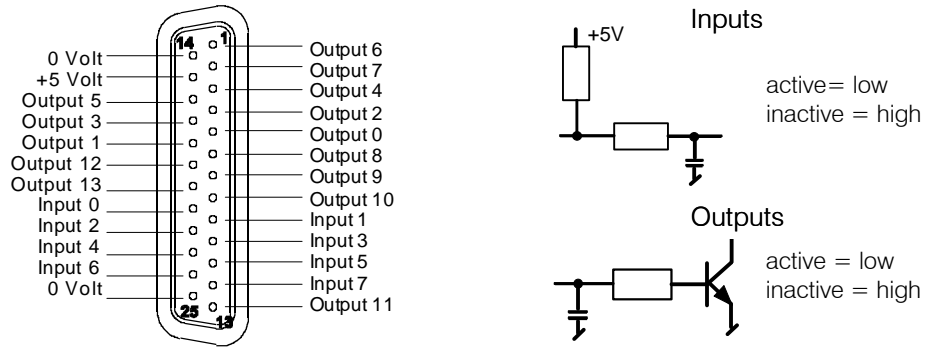 14
1
0 Volt
+5 Volt
Output 5
Output 3
Output 1
Output 12
Output 13
Input 0
Input 2
Input 4
Input 6
0 Volt
25
13
Output 6
Output 7
Output 4
Output 2
Output 0
Output 8
Output 9
Output 10
Input 1
Input 3
Input 5
Input 7
Output 11
Inputs
+5V
active= low
inactive = high
Outputs
active = low
inactive = high